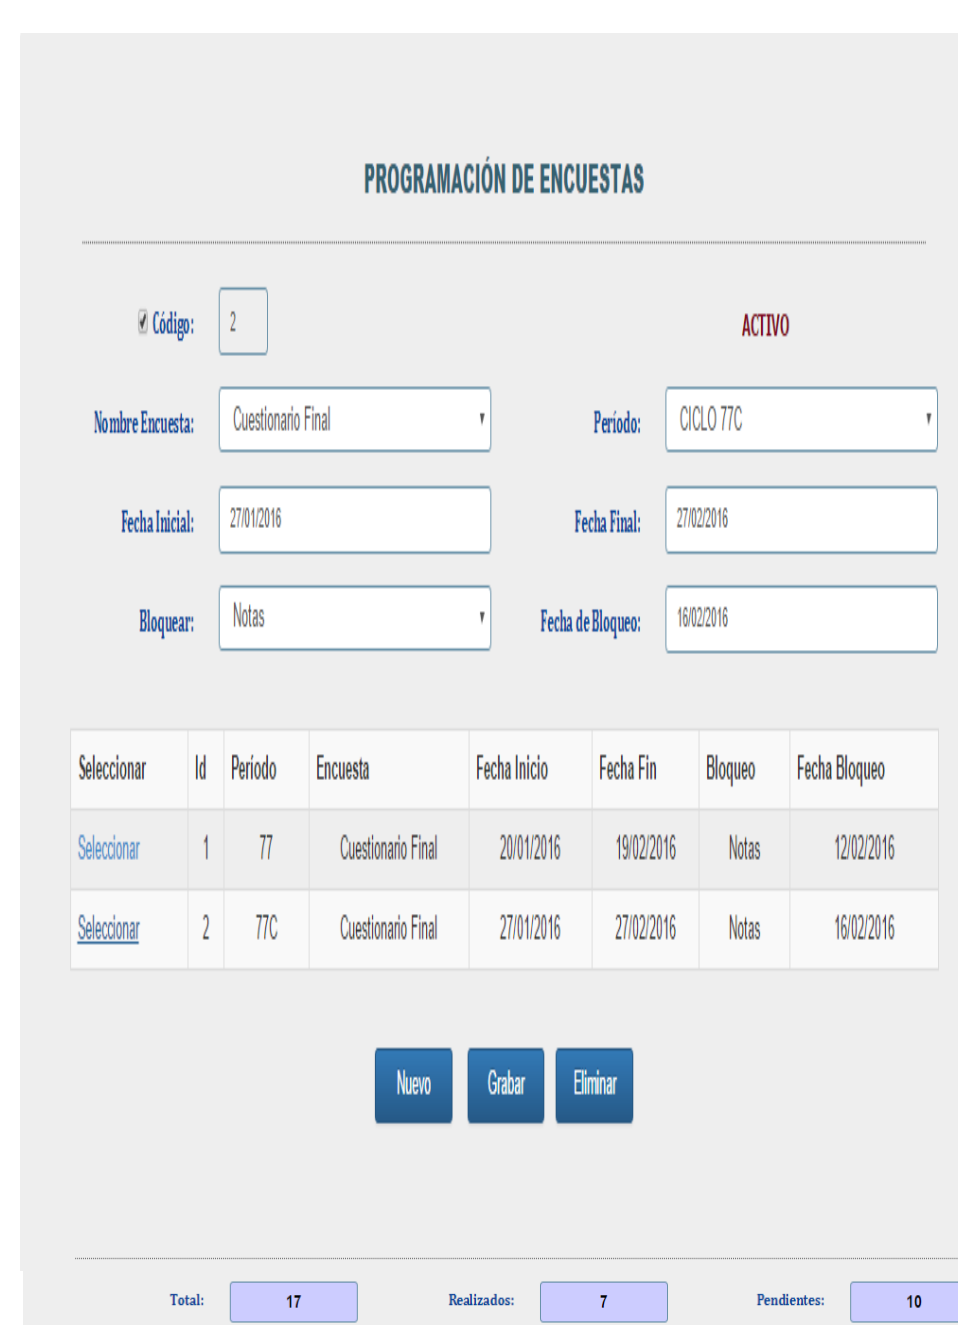 PROGRAMACIÓN DE ENCUESTAS
Código: 2 ACTIVO
Nombre Encuesta: Cuestionario Final Período: CICLO 77C
Fecha Inicial: 27/01/2016 Fecha Final: 27/02/2016
Bloquear: Notas Fecha de Bloqueo: 16/02/2016
Seleccionar Id Período Encuesta Fecha Inicio Fecha Fin Bloqueo Fecha Bloqueo
Seleccionar 1 77 Cuestionario Final 20/01/2016 19/02/2016 Notas 12/02/2016
Seleccionar 2 77C Cuestionario Final 27/01/2016 27/02/2016 Notas 16/02/2016
Nuevo Grabar Eliminar
Total: 17 Realizados: 7 Pendientes: 10